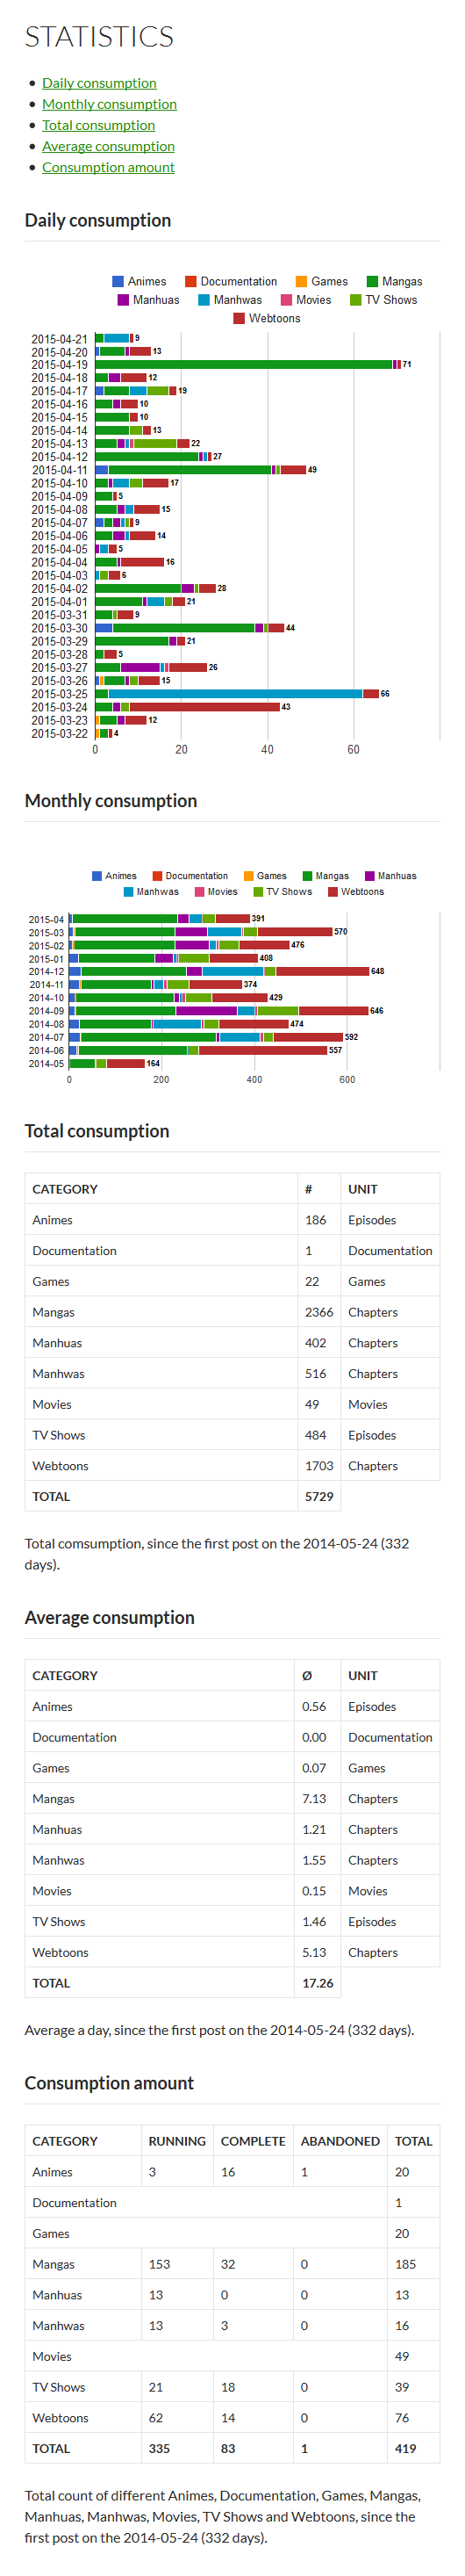 STATISTICS
Daily consumption
Monthly consumption
Total consumption
Average consumption
Consumption amount
Daily consumption
Animes Documentation Games Mangas
Manhuas Manhwas Movies TV Shows
Webtoons
2015-04-21 9
2015-04-20 13
2015-04-19 71
2015-04-18 12
2015-04-17 19
2015-04-16 10
2015-04-15 10
2015-04-14 13
2015-04-13 22
2015-04-12 27
2015-04-11 49
2015-04-10 17
2015-04-09 5
2015-04-08 15
2015-04-07 9
2015-04-06 14
2015-04-05 5
2015-04-04 16
2015-04-03 6
2015-04-02 28
2015-04-01 21
2015-03-31 9
2015-03-30 44
2015-03-29 21
2015-03-28 5
2015-03-27 26
2015-03-26 15
2015-03-25 66
2015-03-24 43
2015-03-23 12
2015-03-22 4
0 20 40 60
Monthly consumption
Animes Documentation Games Mangas Manhuas
Manhwas Movies TV Shows Webtoons
2015-04 391
2015-03 570
2015-02 476
2015-01 408
2014-12 648
2014-11 374
2014-10 429
2014-09 646
2014-08 474
2014-07 592
2014-06 557
2014-05 164
0 200 400 600
Total consumption
CATEGORY # UNIT
Animes 186 Episodes
Documentation 1 Documentation
Games 22 Games
Mangas 2366 Chapters
Manhuas 402 Chapters
Manhwas 516 Chapters
Movies 49 Movies
TV Shows 484 Episodes
Webtoons 1703 Chapters
TOTAL 5729
Total comsumption, since the first post on the 2014-05-24 (332
days).
Average consumption
CATEGORY Ø UNIT
Animes 0.56 Episodes
Documentation 0.00 Documentation
Games 0.07 Games
Mangas 7.13 Chapters
Manhuas 1.21 Chapters
Manhwas 1.55 Chapters
Movies 0.15 Movies
TV Shows 1.46 Episodes
Webtoons 5.13 Chapters
TOTAL 17.26
Average a day, since the first post on the 2014-05-24 (332 days).
Consumption amount
CATEGORY RUNNING COMPLETE ABANDONED TOTAL
Animes 3 16 1 20
Documentation 1
Games 20
Mangas 153 32 0 185
Manhuas 13 0 0 13
Manhwas 13 3 0 16
Movies 49
TV Shows 21 18 0 39
Webtoons 62 14 0 76
TOTAL 335 83 1 419
Total count of different Animes, Documentation, Games, Mangas,
Manhuas, Manhwas, Movies, TV Shows and Webtoons, since the
first post on the 2014-05-24 (332 days).